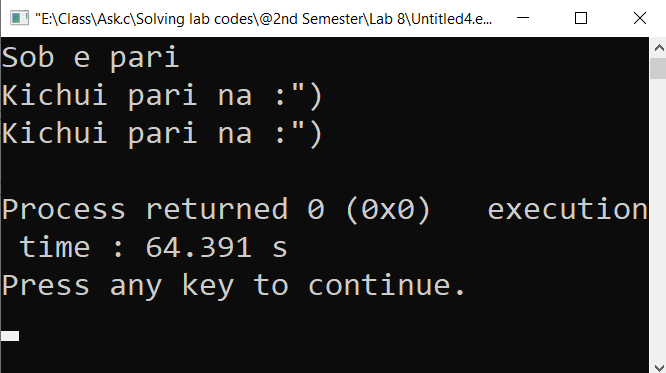 "E:\Class\Ask.c\Solving lab codes\@2nd Semester\Lab 8\Untitled4.e...
Sob e pari
Kichui pari na :")
Kichui pari na :")
Process returned 0 (0x0)   execution
 time : 64.391 s
Press any key to continue.